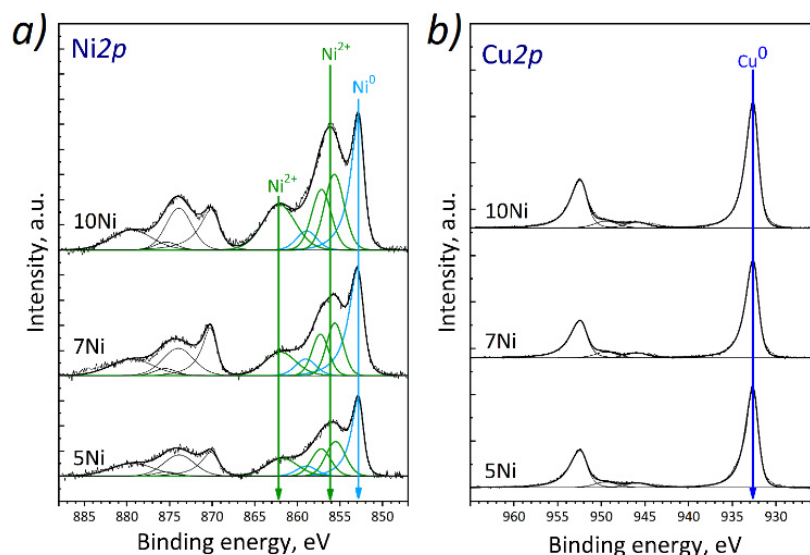 a)
Ni2p
Ni²⁺
Ni²⁺
Ni⁰
10Ni
7Ni
5Ni
Intensity, a.u.
885 880 875 870 865 860 855 850
Binding energy, eV
b)
Cu2p
Cu⁰
10Ni
7Ni
5Ni
Intensity, a.u.
960 955 950 945 940 935 930
Binding energy, eV